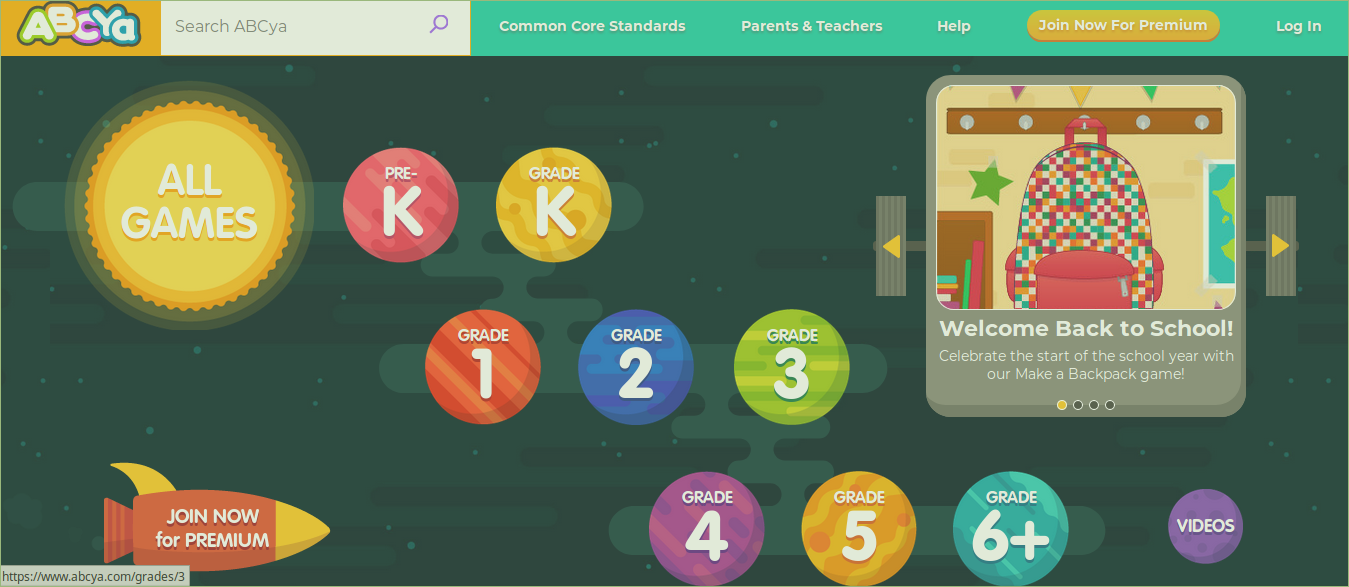 ABCYa
Search ABCya
Common Core Standards
Parents & Teachers
Help
Join Now For Premium
Log In
ALL
GAMES
PRE-
K
GRADE
K
GRADE
1
GRADE
2
GRADE
3
Welcome Back to School!
Celebrate the start of the school year with
our Make a Backpack game!
GRADE
4
GRADE
5
GRADE
6+
VIDEOS
JOIN NOW
for PREMIUM
https://www.abcya.com/grades/3